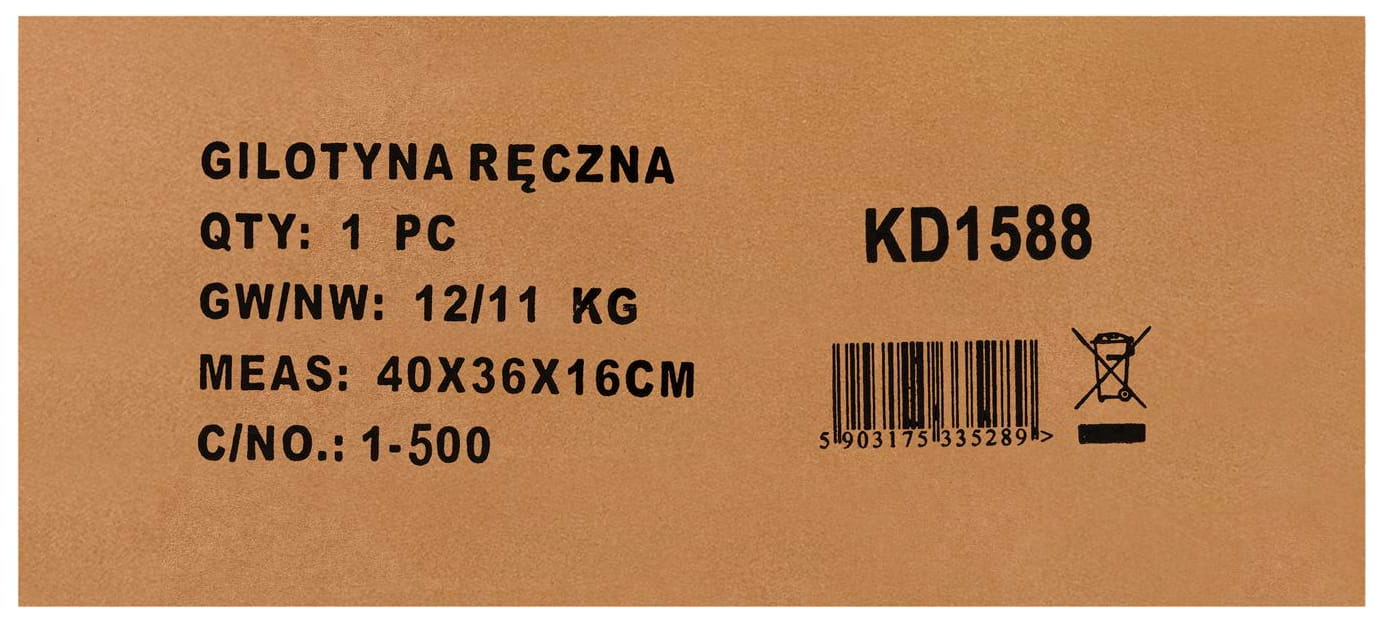 GILOTYNA RĘCZNA
QTY: 1 PC
GW/NW: 12/11 KG
MEAS: 40X36X16CM
C/NO.: 1-500
KD1588
5 903175 335289 >